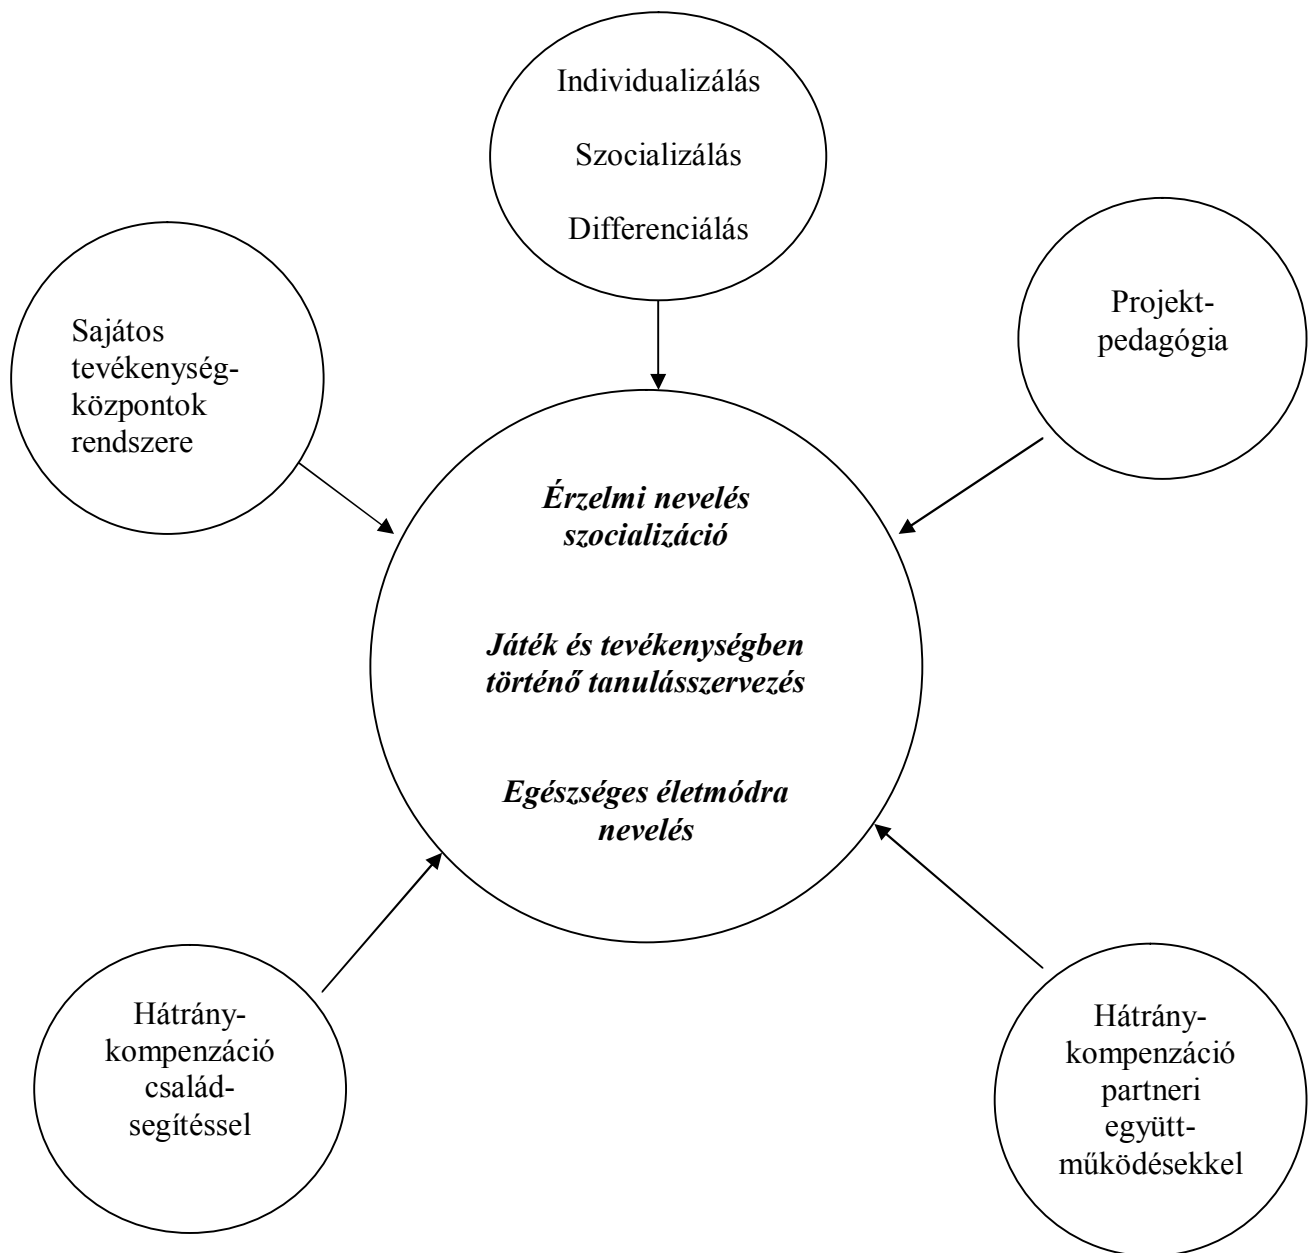 Individualizálás
Szocializálás
Differenciálás
Sajátos
tevékenység-
központok
rendszere
Projekt-
pedagógia
Érzelmi nevelés
szocializáció
Játék és tevékenységben
történő tanulásszervezés
Egészséges életmódra
nevelés
Hátrány-
kompenzáció
család-
segítéssel
Hátrány-
kompenzáció
partneri
együtt-
működésekkel